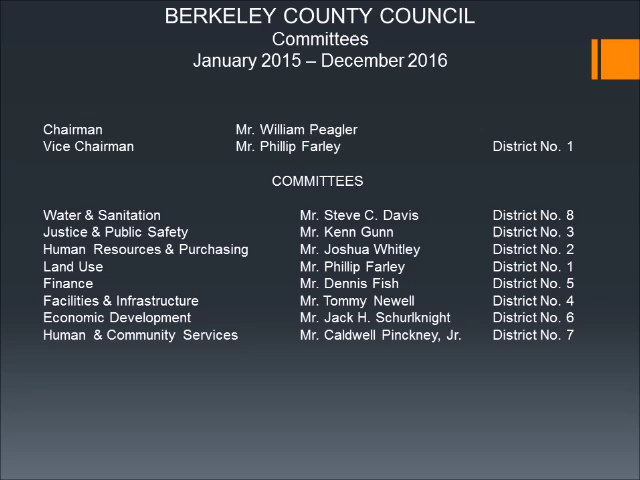 BERKELEY COUNTY COUNCIL
Committees
January 2015 – December 2016
Chairman Mr. William Peagler
Vice Chairman Mr. Phillip Farley District No. 1
COMMITTEES
Water & Sanitation Mr. Steve C. Davis District No. 8
Justice & Public Safety Mr. Kenn Gunn District No. 3
Human Resources & Purchasing Mr. Joshua Whitley District No. 2
Land Use Mr. Phillip Farley District No. 1
Finance Mr. Dennis Fish District No. 5
Facilities & Infrastructure Mr. Tommy Newell District No. 4
Economic Development Mr. Jack H. Schurlknight District No. 6
Human & Community Services Mr. Caldwell Pinckney, Jr. District No. 7